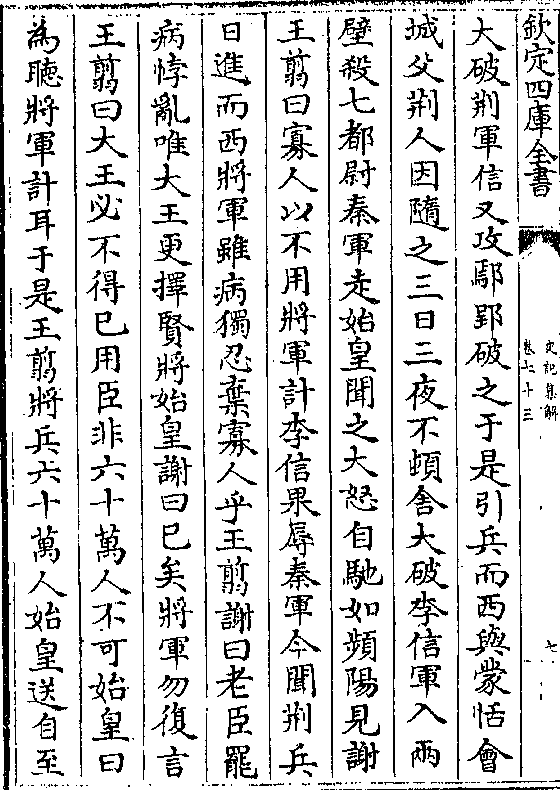 欽定四庫全書
史記集解
卷七十三
七
大破荆軍信又攻鄢郢破之于是引兵而西與蒙恬會
城父荆人因隨之三日三夜不頓舍大破李信軍入兩
壁殺七都尉秦軍走始皇聞之大怒自馳如頻陽見謝
王翦曰寡人以不用將軍計李信果辱秦軍今聞荆兵
日進而西將軍雖病獨忍棄寡人乎王翦謝曰老臣罷
病悖亂唯大王更擇賢將始皇謝曰已矣將軍勿復言
王翦曰大王必不得已用臣非六十萬人不可始皇曰
為聴將軍計耳于是王翦將兵六十萬人始皇送自至